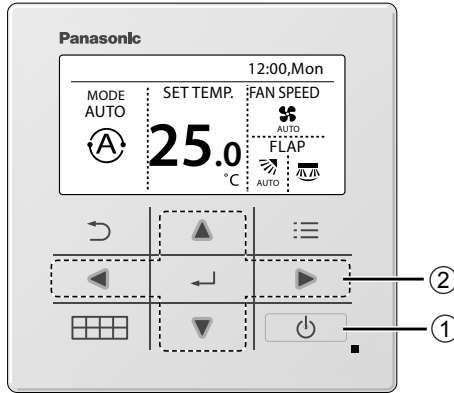 Panasonic
12:00,Mon
MODE
AUTO
A
SET TEMP.
25.0
°C
FAN SPEED
AUTO
FLAP
AUTO
②
①